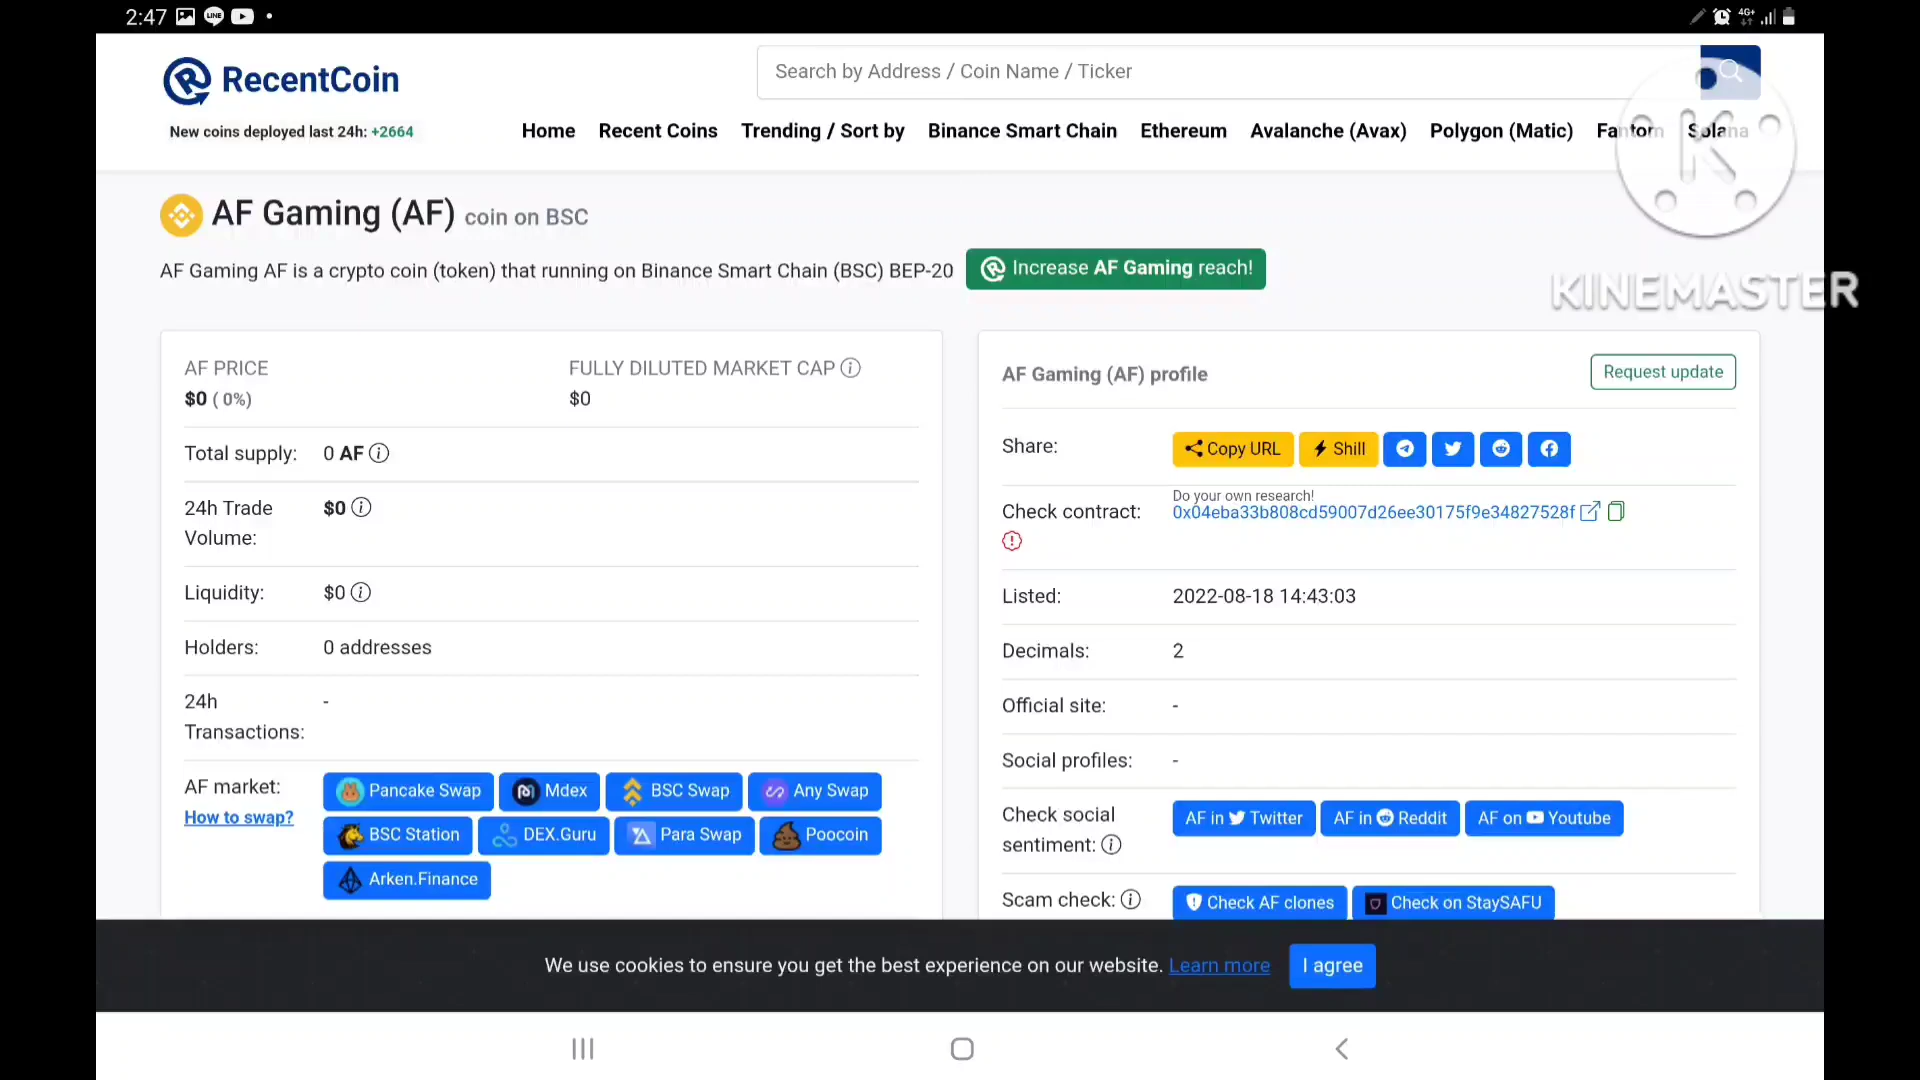 2:47
LINE
4G+
RecentCoin
Search by Address / Coin Name / Ticker
New coins deployed last 24h: +2664
Home Recent Coins Trending / Sort by Binance Smart Chain Ethereum Avalanche (Avax) Polygon (Matic) Fantom Solana
K
KINEMASTER
AF Gaming (AF) coin on BSC
AF Gaming AF is a crypto coin (token) that running on Binance Smart Chain (BSC) BEP-20
Increase AF Gaming reach!
AF PRICE
$0 ( 0%)
FULLY DILUTED MARKET CAP
$0
Total supply: 0 AF
24h Trade Volume: $0
Liquidity: $0
Holders: 0 addresses
24h Transactions: -
AF market:
How to swap?
Pancake Swap Mdex BSC Swap Any Swap
BSC Station DEX.Guru Para Swap Poocoin
Arken.Finance
AF Gaming (AF) profile
Request update
Share: Copy URL Shill
Do your own research!
Check contract: 0x04eba33b808cd59007d26ee30175f9e34827528f
Listed: 2022-08-18 14:43:03
Decimals: 2
Official site: -
Social profiles: -
Check social sentiment: AF in Twitter AF in Reddit AF on Youtube
Scam check: Check AF clones Check on StaySAFU
We use cookies to ensure you get the best experience on our website. Learn more I agree